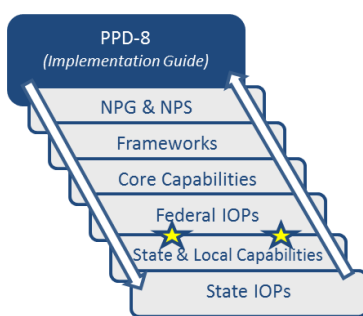 PPD-8
(Implementation Guide)
NPG & NPS
Frameworks
Core Capabilities
Federal IOPs
State & Local Capabilities
State IOPs